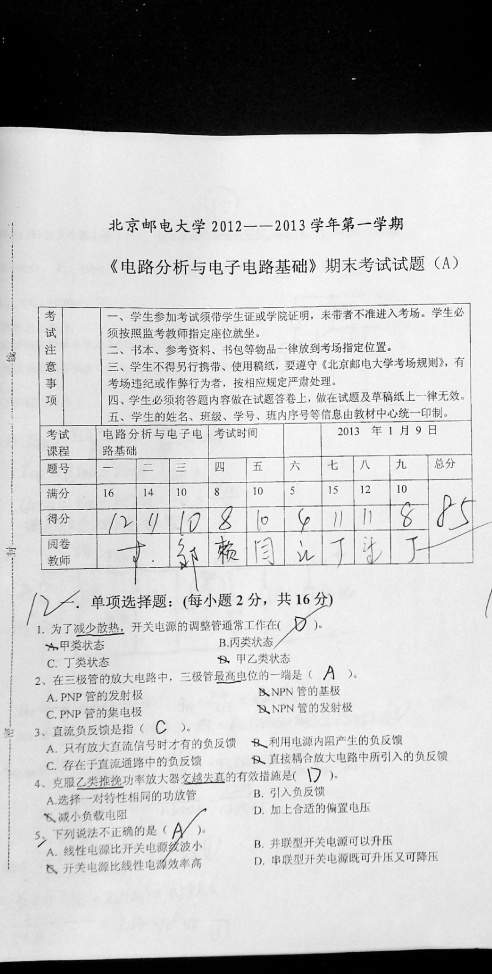 北京邮电大学 2012——2013 学年第一学期
《电路分析与电子电路基础》期末考试试题（A）
考试注意事项
一、学生参加考试须带学生证或学院证明，未带者不准进入考场。学生必
须按照监考教师指定座位就坐。
二、书本、参考资料、书包等物品一律放到考场指定位置。
三、学生不得另行携带、使用稿纸，要遵守《北京邮电大学考场规则》，有
考场违纪或作弊行为者，按相应规定严肃处理。
四、学生必须将答题内容做在试题答卷上，做在试题及草稿纸上一律无效。
五、学生的姓名、班级、学号、班内序号等信息由教材中心统一印制。
考试课程 电路分析与电子电路基础 考试时间 2013 年 1 月 9 日
题号 一 二 三 四 五 六 七 八 九 总分
满分 16 14 10 8 10 5 15 12 10
得分 12 11 10 8 10 4 11 11 8 85
阅卷教师
12
一．单项选择题：(每小题 2 分，共 16 分)
1. 为了减少散热，开关电源的调整管通常工作在( D )。
A.甲类状态 B.丙类状态
C. 丁类状态 D. 甲乙类状态
2、在三极管的放大电路中，三极管最高电位的一端是（ A ）。
A. PNP 管的发射极 B. NPN 管的基极
C. PNP 管的集电极 D. NPN 管的发射极
3、直流负反馈是指（ C ）。
A. 只有放大直流信号时才有的负反馈 B. 利用电源内阻产生的负反馈
C. 存在于直流通路中的负反馈 D. 直接耦合放大电路中所引入的负反馈
4、克服乙类推挽功率放大器交越失真的有效措施是( D )。
A.选择一对特性相同的功放管 B. 引入负反馈
C. 减小负载电阻 D. 加上合适的偏置电压
5、下列说法不正确的是（ A ）。
A. 线性电源比开关电源纹波小 B. 并联型开关电源可以升压
C. 开关电源比线性电源效率高 D. 串联型开关电源既可升压又可降压